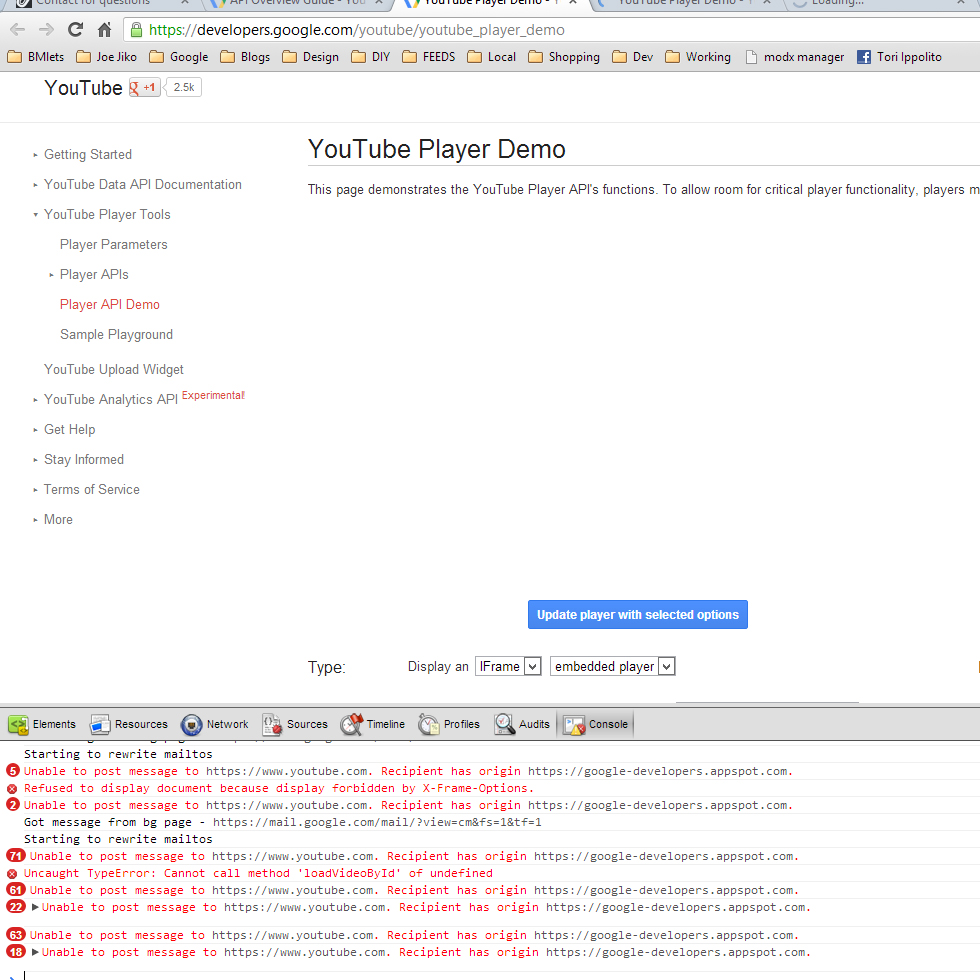 Contact for questions
API Overview Guide - You
YouTube Player Demo - Y
YouTube Player Demo - Y
Loading...
https://developers.google.com/youtube/youtube_player_demo
BMlets Joe Jiko Google Blogs Design DIY FEEDS Local Shopping Dev Working modx manager Tori Ippolito
YouTube +1 2.5k
Getting Started
YouTube Data API Documentation
YouTube Player Tools
Player Parameters
Player APIs
Player API Demo
Sample Playground
YouTube Upload Widget
YouTube Analytics API Experimental!
Get Help
Stay Informed
Terms of Service
More
YouTube Player Demo
This page demonstrates the YouTube Player API's functions. To allow room for critical player functionality, players m
Update player with selected options
Type: Display an IFrame embedded player
Elements Resources Network Sources Timeline Profiles Audits Console
Starting to rewrite mailtos
5 Unable to post message to https://www.youtube.com. Recipient has origin https://google-developers.appspot.com.
Refused to display document because display forbidden by X-Frame-Options.
2 Unable to post message to https://www.youtube.com. Recipient has origin https://google-developers.appspot.com.
Got message from bg page - https://mail.google.com/mail/?view=cm&fs=1&tf=1
Starting to rewrite mailtos
71 Unable to post message to https://www.youtube.com. Recipient has origin https://google-developers.appspot.com.
Uncaught TypeError: Cannot call method 'loadVideoById' of undefined
61 Unable to post message to https://www.youtube.com. Recipient has origin https://google-developers.appspot.com.
22 Unable to post message to https://www.youtube.com. Recipient has origin https://google-developers.appspot.com.
63 Unable to post message to https://www.youtube.com. Recipient has origin https://google-developers.appspot.com.
18 Unable to post message to https://www.youtube.com. Recipient has origin https://google-developers.appspot.com.